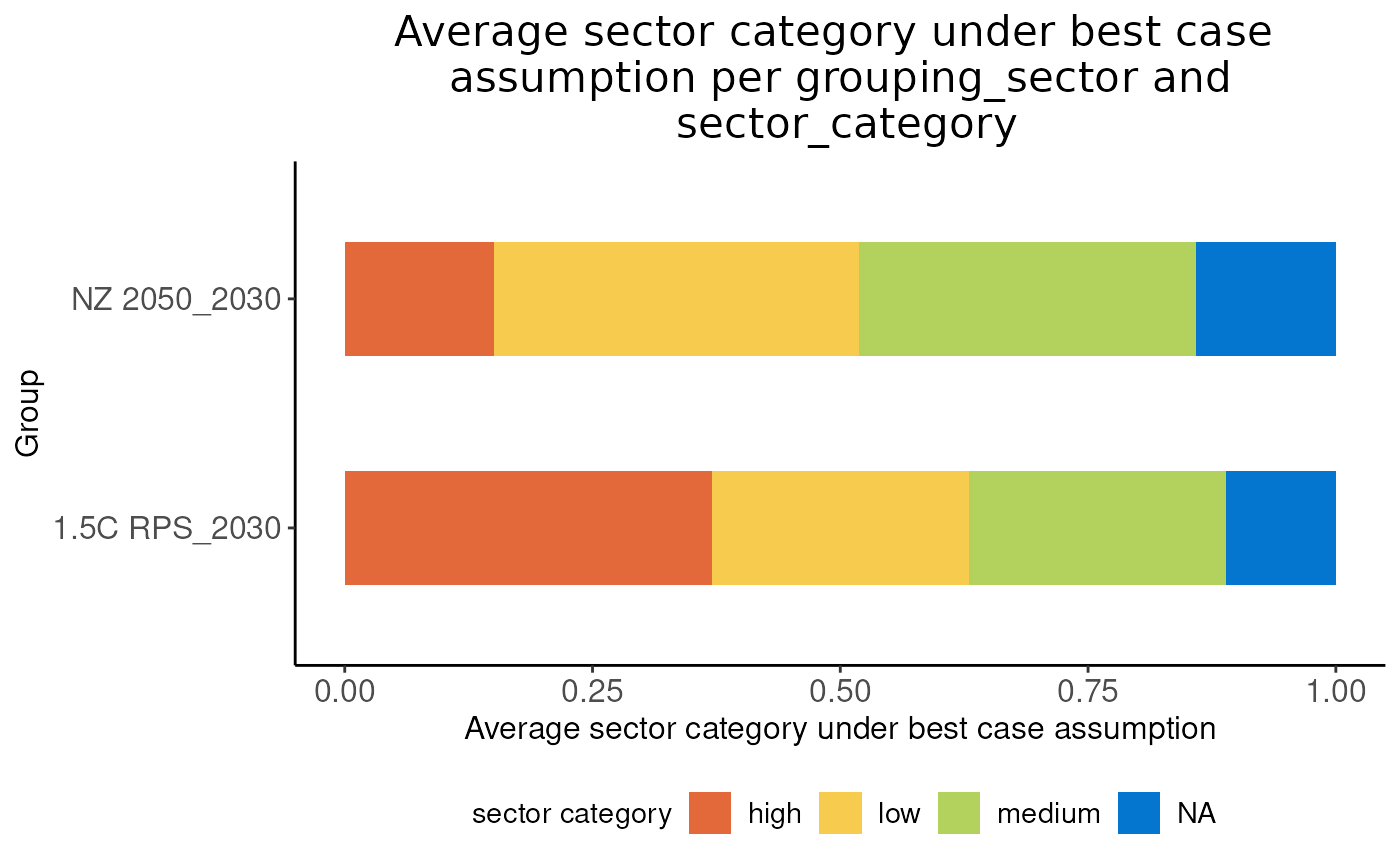 Average sector category under best case
assumption per grouping_sector and
sector_category
NZ 2050_2030
1.5C RPS_2030
Group
0.00 0.25 0.50 0.75 1.00
Average sector category under best case assumption
sector category high low medium NA